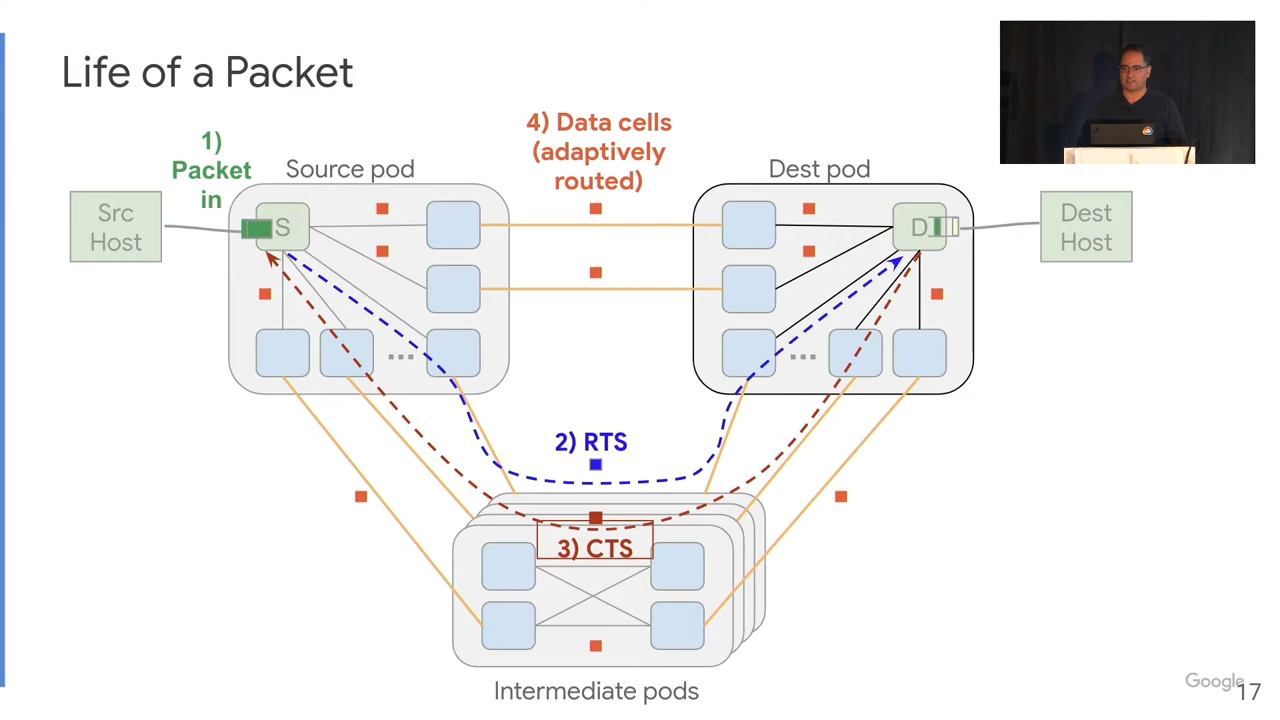 Life of a Packet
1)
Packet
in
Source pod
4) Data cells
(adaptively
routed)
Dest pod
Src
Host
S
D
Dest
Host
...
...
2) RTS
3) CTS
Intermediate pods
Google
17